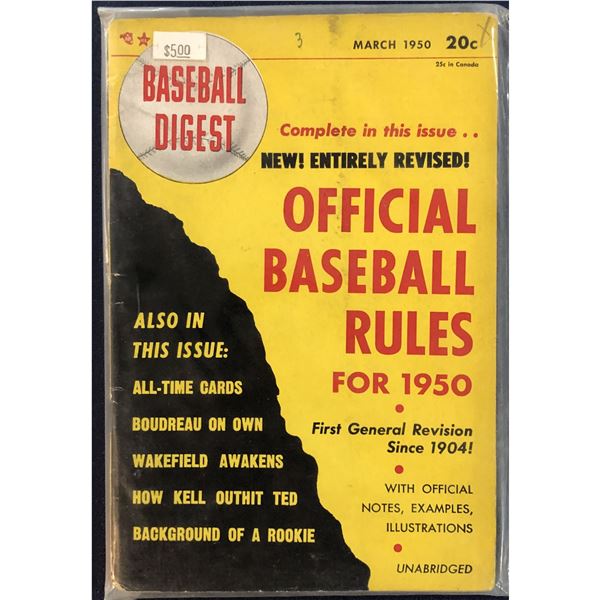 $5.00
3
MARCH 1950 20c
25c in Canada
BASEBALL
DIGEST
Complete in this issue . .
NEW! ENTIRELY REVISED!
OFFICIAL
BASEBALL
RULES
FOR 1950
First General Revision
Since 1904!
WITH OFFICIAL
NOTES, EXAMPLES,
ILLUSTRATIONS
UNABRIDGED
ALSO IN
THIS ISSUE:
ALL-TIME CARDS
BOUDREAU ON OWN
WAKEFIELD AWAKENS
HOW KELL OUTHIT TED
BACKGROUND OF A ROOKIE